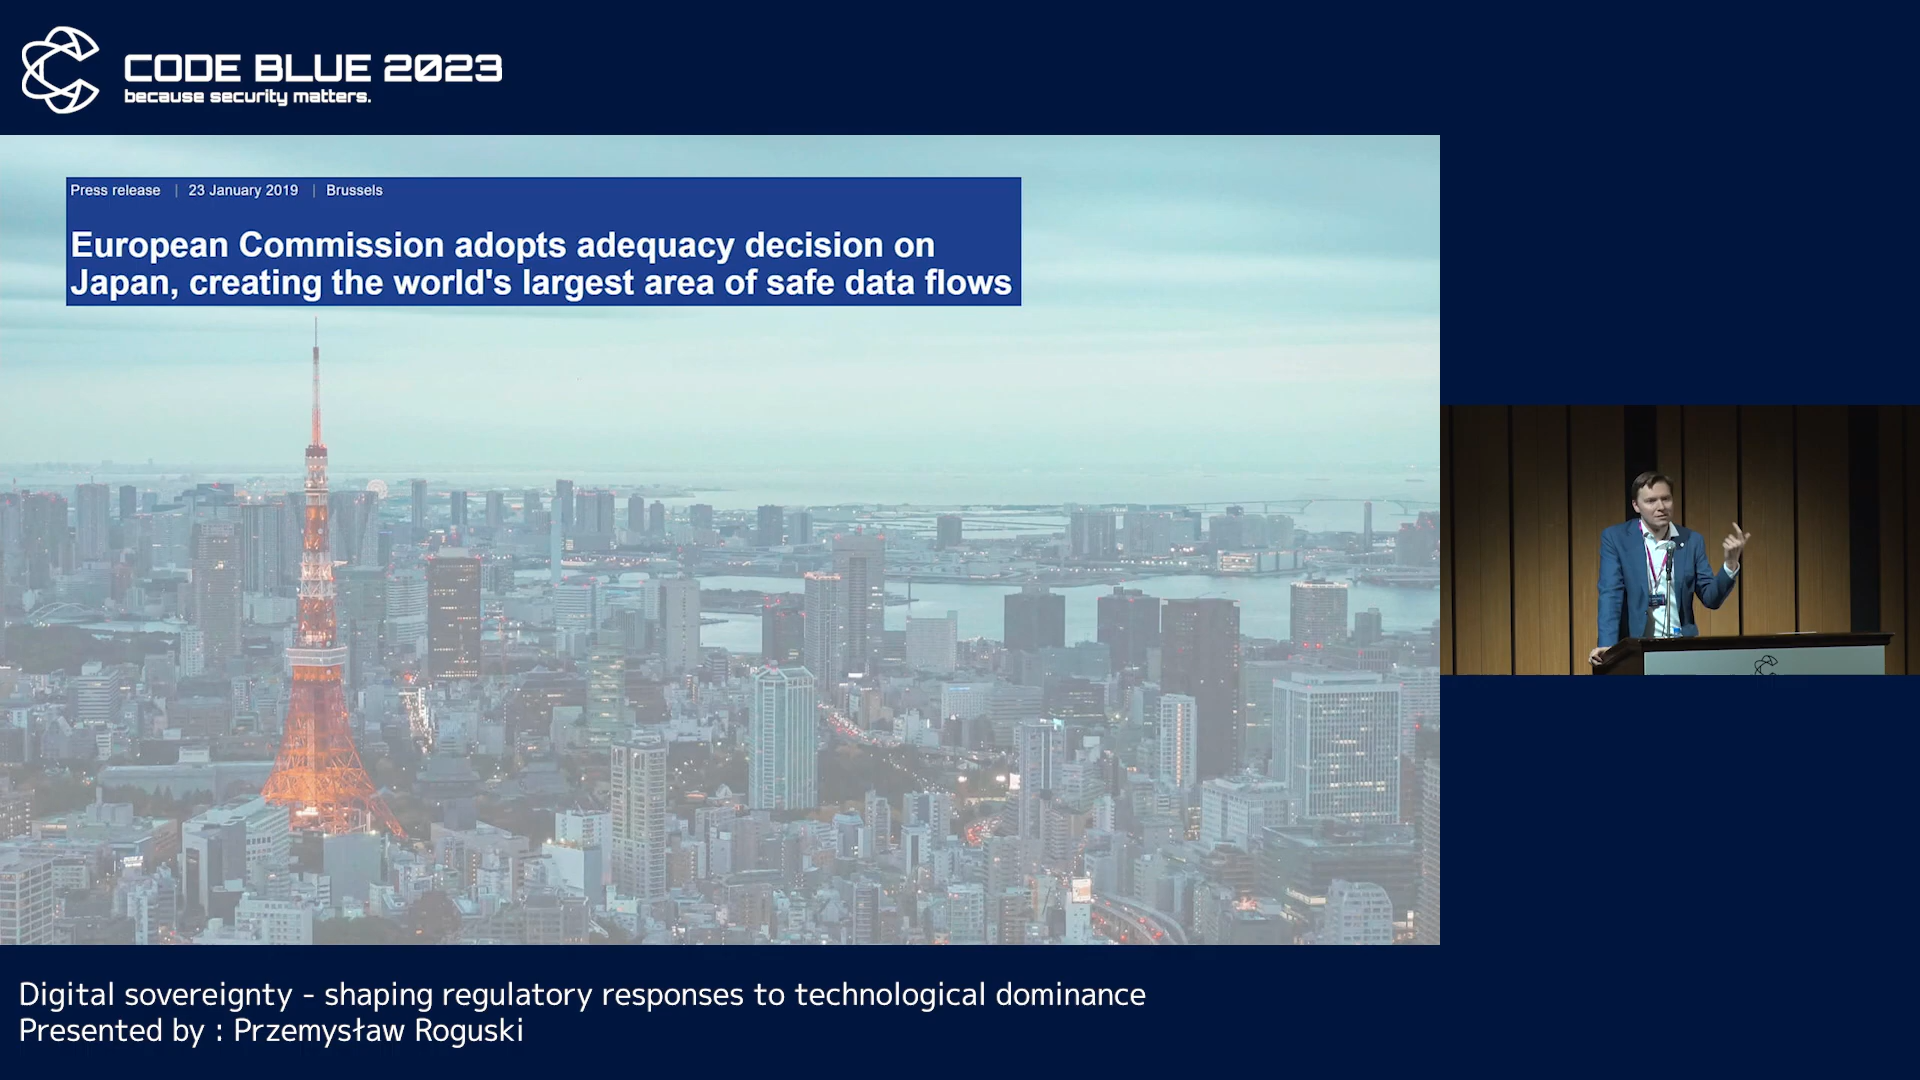 CODE BLUE 2023
because security matters.
Press release | 23 January 2019 | Brussels
European Commission adopts adequacy decision on
Japan, creating the world's largest area of safe data flows
Digital sovereignty - shaping regulatory responses to technological dominance
Presented by : Przemysław Roguski